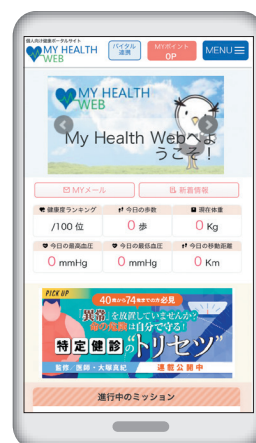 個人向け健康ポータルサイト
MY HEALTH WEB
バイタル連携
MYポイント
0P
MENU
MY HEALTH WEB
My Health Webへようこそ!
MYメール
新着情報
健康度ランキング
今日の歩数
現在体重
/100 位
0 歩
0 Kg
今日の最高血圧
今日の最低血圧
今日の移動距離
0 mmHg
0 mmHg
0 Km
PICK UP
40歳から74歳までの方必見
"異常"を放置していませんか?
命の危険は自分で守る!
特定健診の"トリセツ"
監修/医師・大塚真紀
連載公開中
進行中のミッション